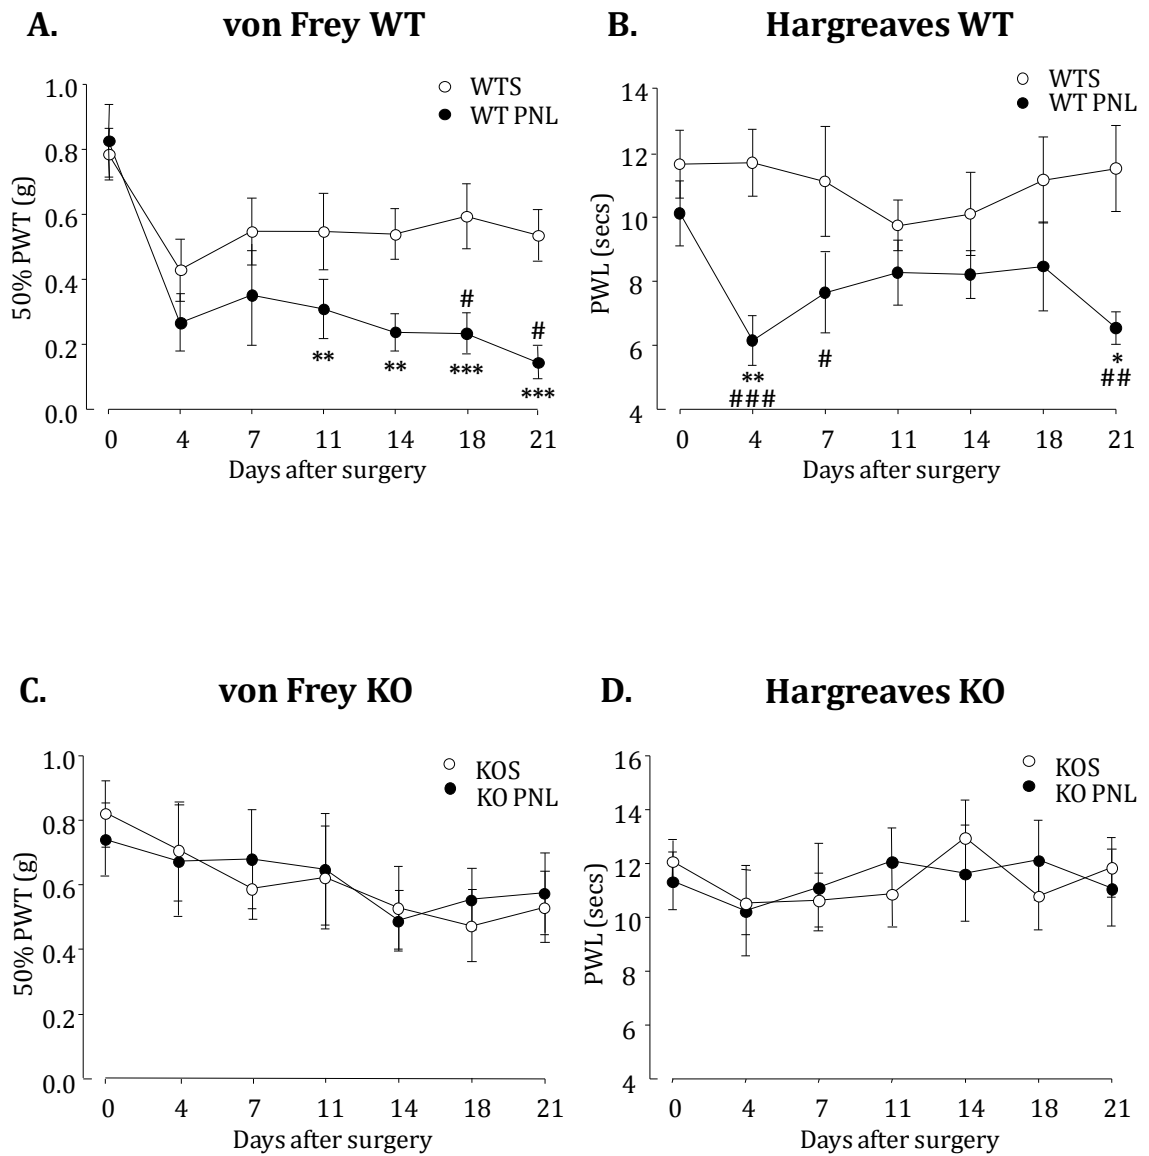 A. von Frey WT
1.0
0.8
0.6
0.4
0.2
0.0
50% PWT (g)
WTS
WT PNL
#
#
** ** *** ***
0 4 7 11 14 18 21
Days after surgery
B. Hargreaves WT
14
12
10
8
6
4
PWL (secs)
WTS
WT PNL
** # *
### ##
0 4 7 11 14 18 21
Days after surgery
C. von Frey KO
1.0
0.8
0.6
0.4
0.2
0.0
50% PWT (g)
KOS
KO PNL
0 4 7 11 14 18 21
Days after surgery
D. Hargreaves KO
16
14
12
10
8
6
4
PWL (secs)
KOS
KO PNL
0 4 7 11 14 18 21
Days after surgery